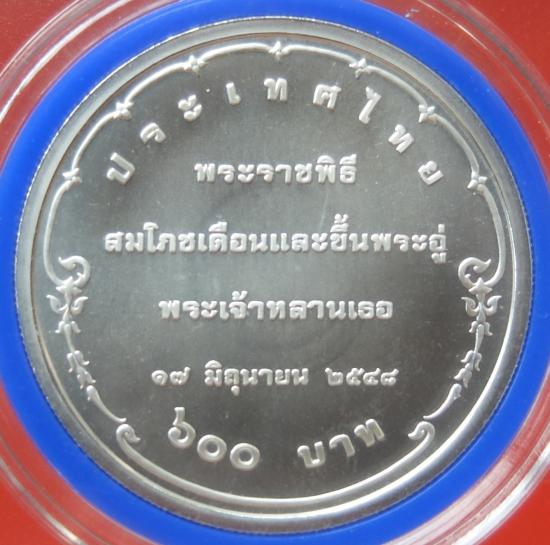 ประเทศไทย
พระราชพิธี
สมโภชเดือนและขึ้นพระอู่
พระเจ้าหลานเธอ
๑๗ มิถุนายน ๒๕๔๘
๖๐๐ บาท